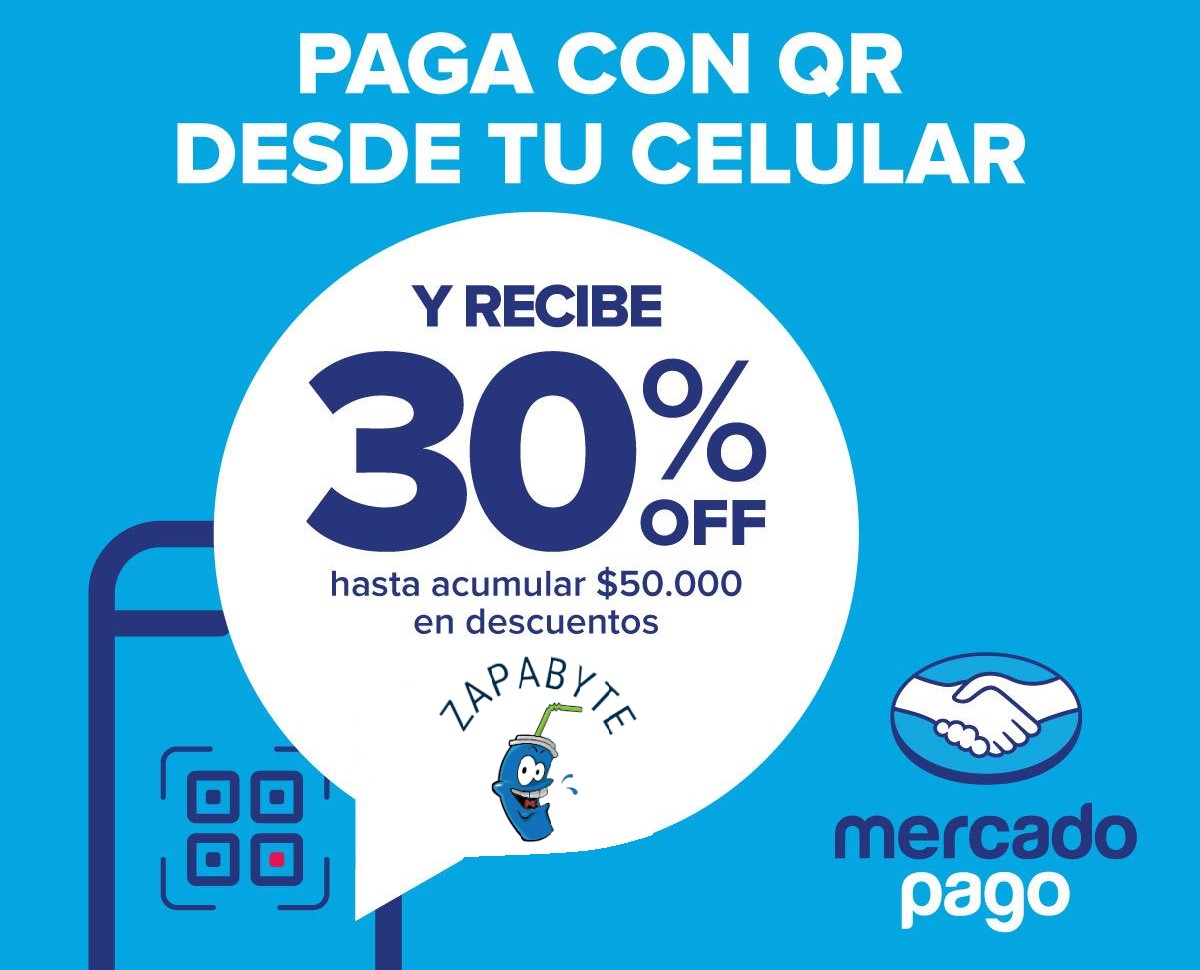 PAGA CON QR
DESDE TU CELULAR
Y RECIBE
30%
OFF
hasta acumular $50.000
en descuentos
ZAPABYTE
mercado
pago